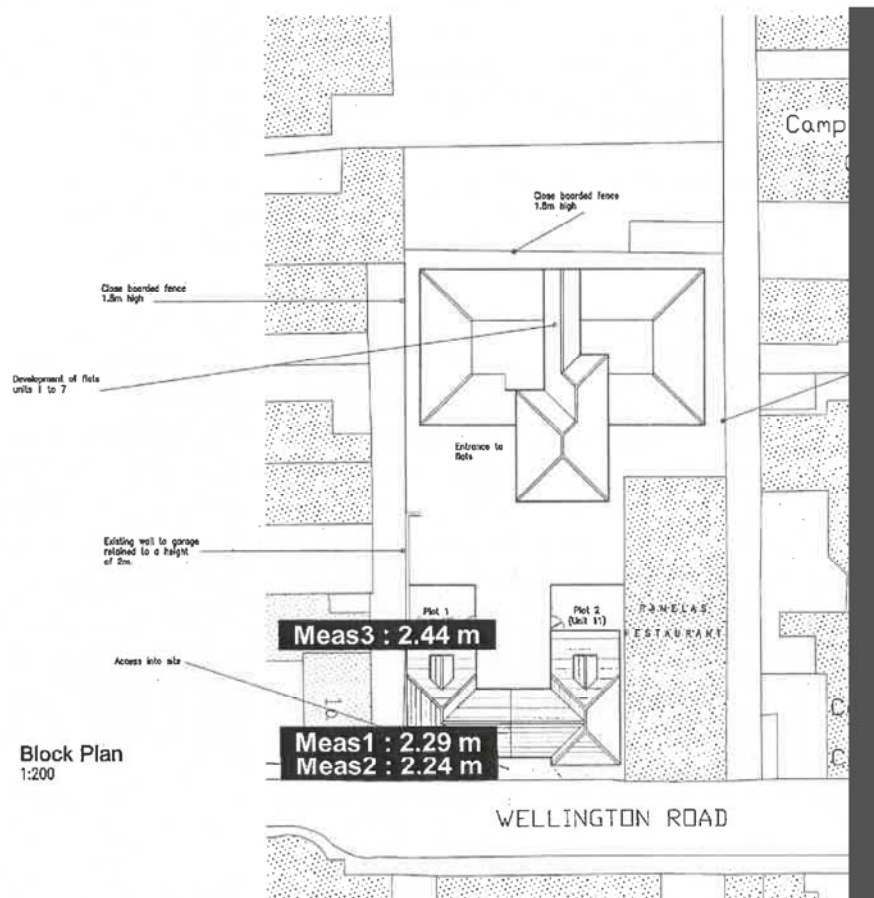 Camp
Close boarded fence
1.8m high
Close boarded fence
1.8m high
Development of flats
units 1 to 7
Entrance to
flats
Existing wall to garage
retained to a height
of 2m.
Plot 1
Plot 2
(Unit 11)
RESTAURANT
Meas3 : 2.44 m
Access into site
Block Plan
1:200
Meas1 : 2.29 m
Meas2 : 2.24 m
WELLINGTON ROAD